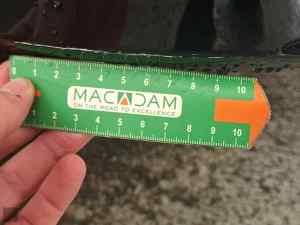 0 1 2 3 4 5 6 7 8 9 10
MACADAM
ON THE ROAD TO EXCELLENCE
1 2 3 4 5 6 7 8 9 10